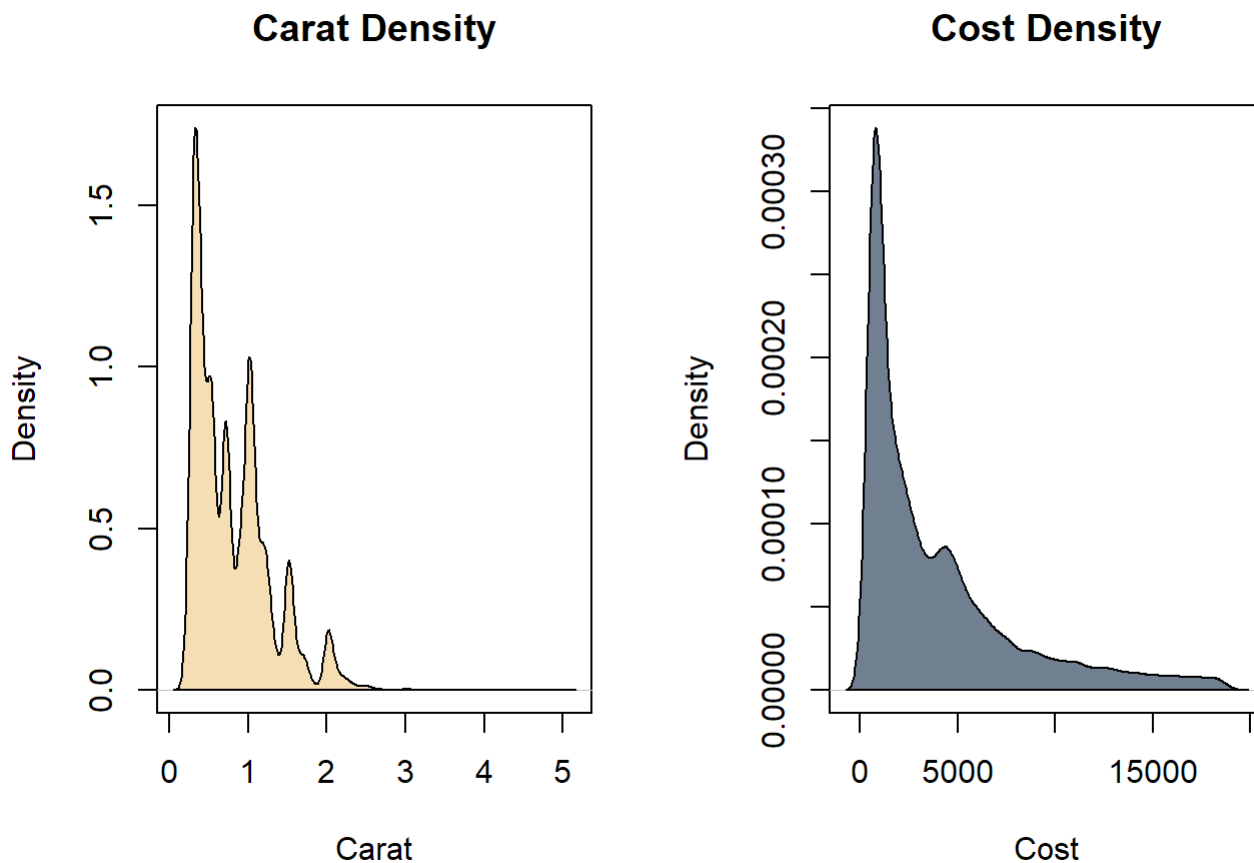 Carat Density
Density
0.0
0.5
1.0
1.5
0 1 2 3 4 5
Carat
Cost Density
Density
0.00000
0.00010
0.00020
0.00030
0 5000 15000
Cost